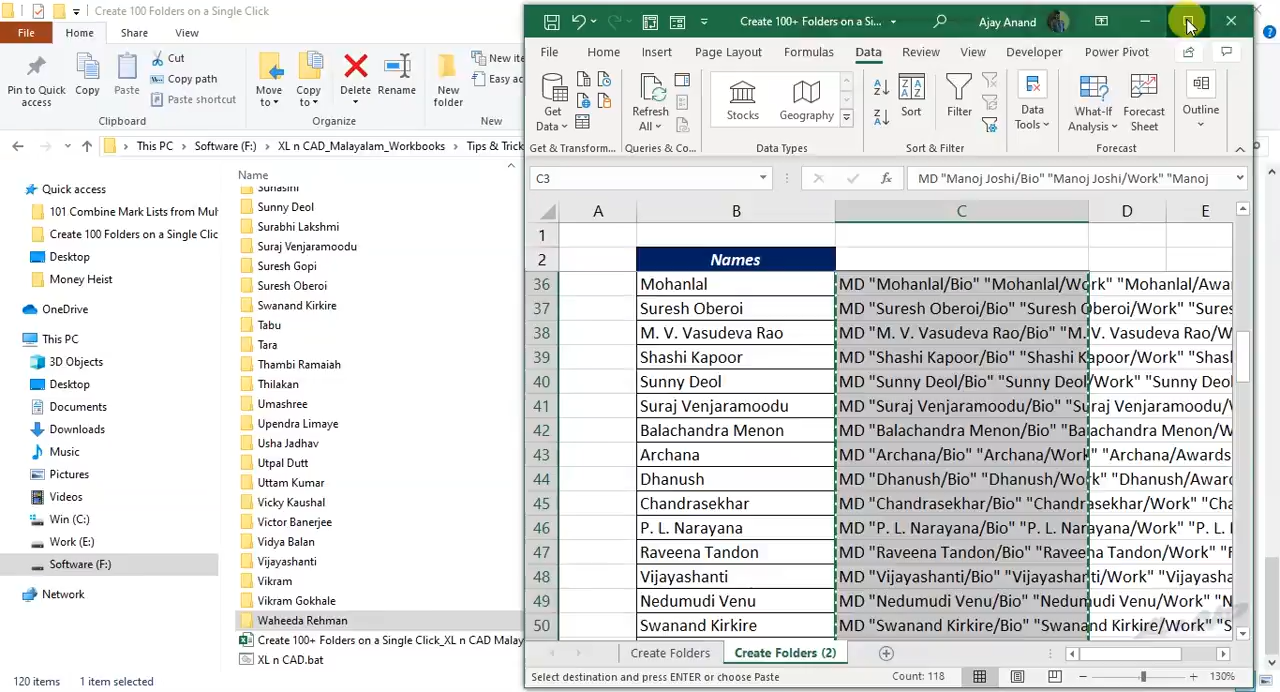 Create 100 Folders on a Single Click
File
Home
Share
View
Pin to Quick access
Copy
Paste
Cut
Copy path
Paste shortcut
Clipboard
Move to
Copy to
Delete
Rename
Organize
New folder
New
This PC
Software (F:)
XL n CAD_Malayalam_Workbooks
Tips & Trick
Quick access
101 Combine Mark Lists from Mul
Create 100 Folders on a Single Clic
Desktop
Money Heist
OneDrive
This PC
3D Objects
Desktop
Documents
Downloads
Music
Pictures
Videos
Win (C:)
Work (E:)
Software (F:)
Network
Name
Suhasini
Sunny Deol
Surabhi Lakshmi
Suraj Venjaramoodu
Suresh Gopi
Suresh Oberoi
Swanand Kirkire
Tabu
Tara
Thambi Ramaiah
Thilakan
Umashree
Upendra Limaye
Usha Jadhav
Utpal Dutt
Uttam Kumar
Vicky Kaushal
Victor Banerjee
Vidya Balan
Vijayashanti
Vikram
Vikram Gokhale
Waheeda Rehman
Create 100+ Folders on a Single Click_XL n CAD Malay
XL n CAD.bat
120 items
1 item selected
Create 100+ Folders on a Si...
Ajay Anand
File
Home
Insert
Page Layout
Formulas
Data
Review
View
Developer
Power Pivot
Get Data
Refresh All
Stocks
Geography
Sort
Filter
Data Tools
What-If Analysis
Forecast Sheet
Outline
Get & Transform...
Queries & Co...
Data Types
Sort & Filter
Forecast
C3
MD "Manoj Joshi/Bio" "Manoj Joshi/Work" "Manoj
A B C D E
1
2 Names
36 Mohanlal MD "Mohanlal/Bio" "Mohanlal/Work" "Mohanlal/Awa
37 Suresh Oberoi MD "Suresh Oberoi/Bio" "Suresh Oberoi/Work" "Sures
38 M. V. Vasudeva Rao MD "M. V. Vasudeva Rao/Bio" "M. V. Vasudeva Rao/W
39 Shashi Kapoor MD "Shashi Kapoor/Bio" "Shashi Kapoor/Work" "Shash
40 Sunny Deol MD "Sunny Deol/Bio" "Sunny Deol/Work" "Sunny Deol
41 Suraj Venjaramoodu MD "Suraj Venjaramoodu/Bio" "Suraj Venjaramoodu/
42 Balachandra Menon MD "Balachandra Menon/Bio" "Balachandra Menon/W
43 Archana MD "Archana/Bio" "Archana/Work" "Archana/Awards
44 Dhanush MD "Dhanush/Bio" "Dhanush/Work" "Dhanush/Award
45 Chandrasekhar MD "Chandrasekhar/Bio" "Chandrasekhar/Work" "Cha
46 P. L. Narayana MD "P. L. Narayana/Bio" "P. L. Narayana/Work" "P. L.
47 Raveena Tandon MD "Raveena Tandon/Bio" "Raveena Tandon/Work"
48 Vijayashanti MD "Vijayashanti/Bio" "Vijayashanti/Work" "Vijayasha
49 Nedumudi Venu MD "Nedumudi Venu/Bio" "Nedumudi Venu/Work"
50 Swanand Kirkire MD "Swanand Kirkire/Bio" "Swanand Kirkire/Work" "S
Create Folders
Create Folders (2)
Select destination and press ENTER or choose Paste
Count: 118
130%